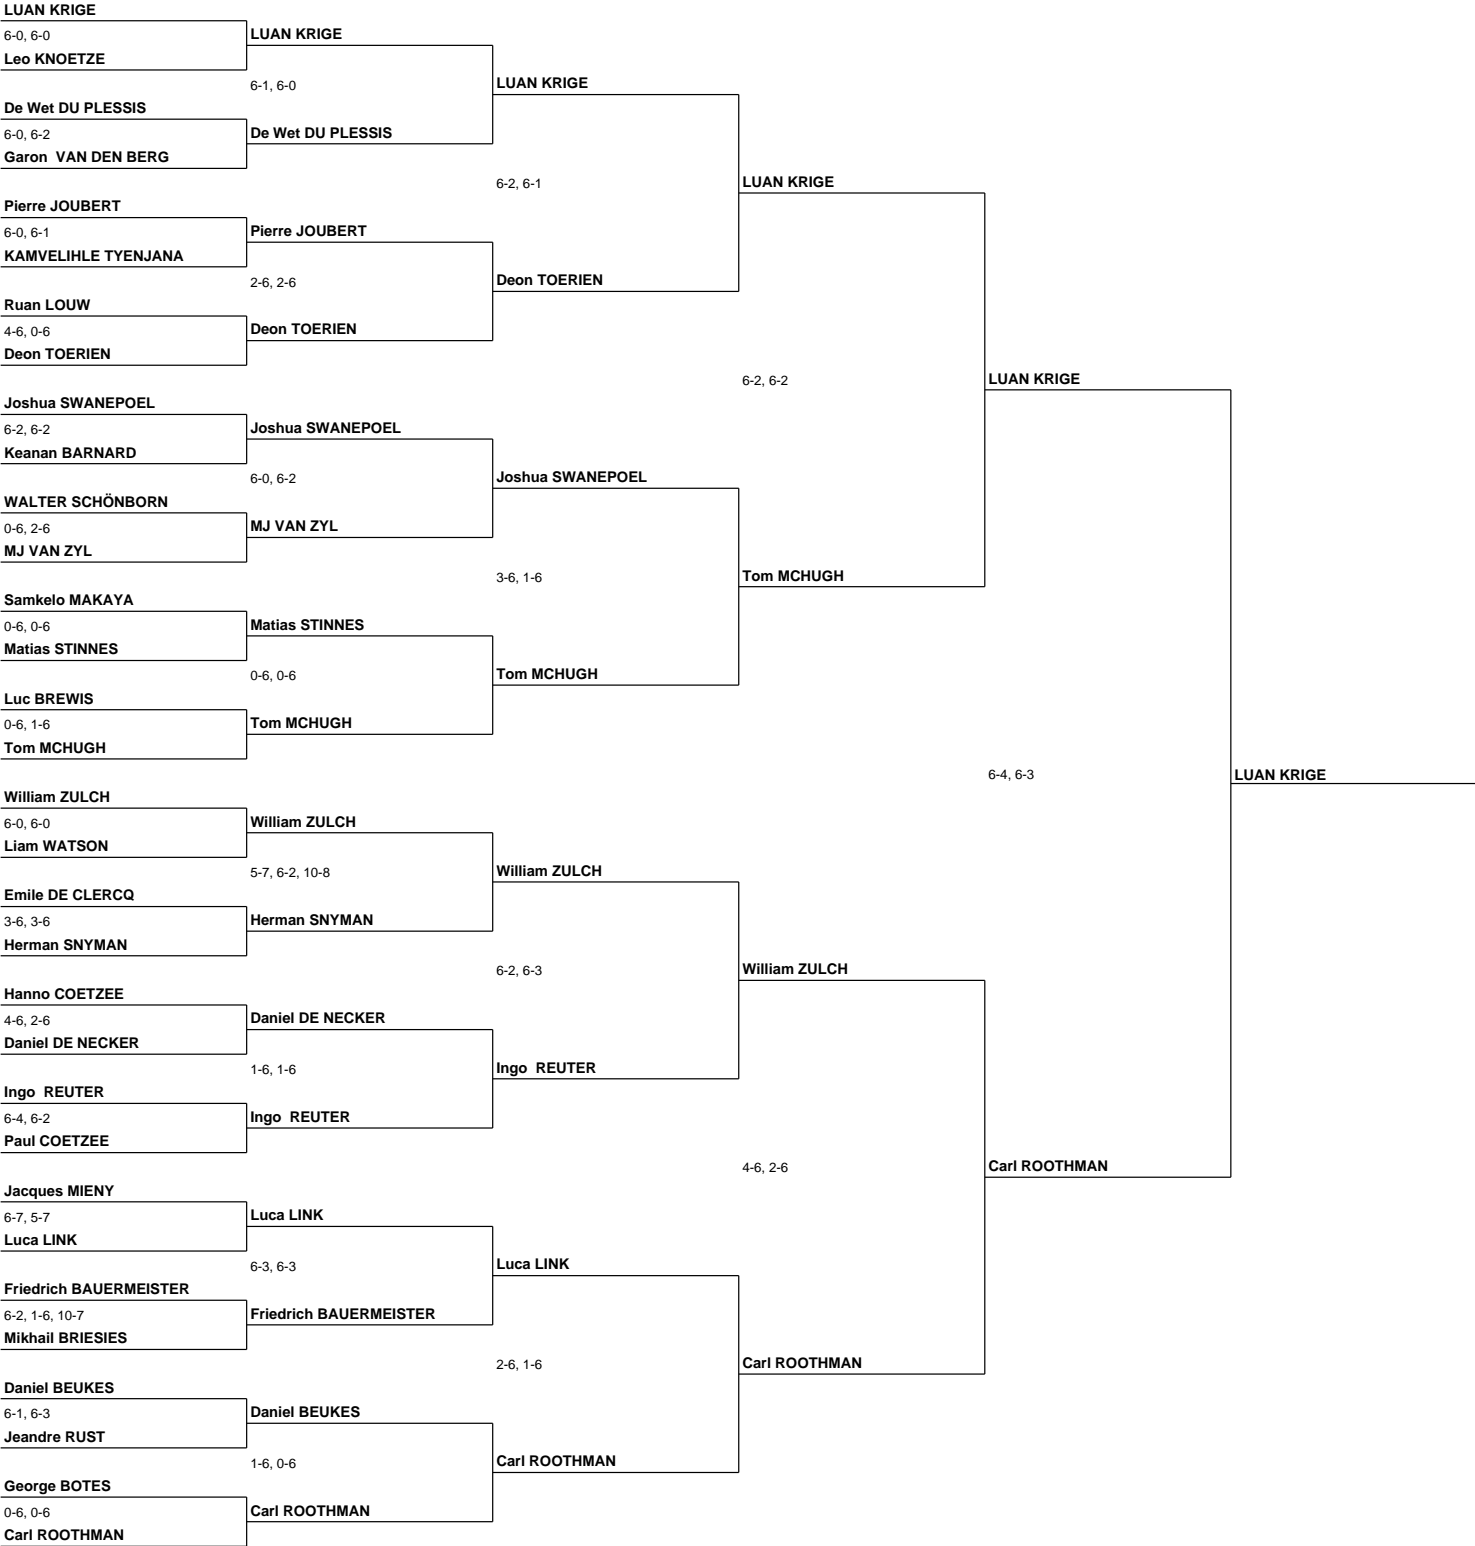 LUAN KRIGE
6-0, 6-0
LUAN KRIGE
Leo KNOETZE
6-1, 6-0
LUAN KRIGE
De Wet DU PLESSIS
6-0, 6-2
De Wet DU PLESSIS
Garon VAN DEN BERG
6-2, 6-1
LUAN KRIGE
Pierre JOUBERT
6-0, 6-1
Pierre JOUBERT
KAMVELIHLE TYENJANA
2-6, 2-6
Deon TOERIEN
Ruan LOUW
4-6, 0-6
Deon TOERIEN
Deon TOERIEN
6-2, 6-2
LUAN KRIGE
Joshua SWANEPOEL
6-2, 6-2
Joshua SWANEPOEL
Keanan BARNARD
6-0, 6-2
Joshua SWANEPOEL
WALTER SCHÖNBORN
0-6, 2-6
MJ VAN ZYL
MJ VAN ZYL
3-6, 1-6
Tom MCHUGH
Samkelo MAKAYA
0-6, 0-6
Matias STINNES
Matias STINNES
0-6, 0-6
Tom MCHUGH
Luc BREWIS
0-6, 1-6
Tom MCHUGH
Tom MCHUGH
6-4, 6-3
LUAN KRIGE
William ZULCH
6-0, 6-0
William ZULCH
Liam WATSON
5-7, 6-2, 10-8
William ZULCH
Emile DE CLERCQ
3-6, 3-6
Herman SNYMAN
Herman SNYMAN
6-2, 6-3
William ZULCH
Hanno COETZEE
4-6, 2-6
Daniel DE NECKER
Daniel DE NECKER
1-6, 1-6
Ingo REUTER
Ingo REUTER
6-4, 6-2
Ingo REUTER
Paul COETZEE
4-6, 2-6
Carl ROOTHMAN
Jacques MIENY
6-7, 5-7
Luca LINK
Luca LINK
6-3, 6-3
Luca LINK
Friedrich BAUERMEISTER
6-2, 1-6, 10-7
Friedrich BAUERMEISTER
Mikhail BRIESIES
2-6, 1-6
Carl ROOTHMAN
Daniel BEUKES
6-1, 6-3
Daniel BEUKES
Jeandre RUST
1-6, 0-6
Carl ROOTHMAN
George BOTES
0-6, 0-6
Carl ROOTHMAN
Carl ROOTHMAN